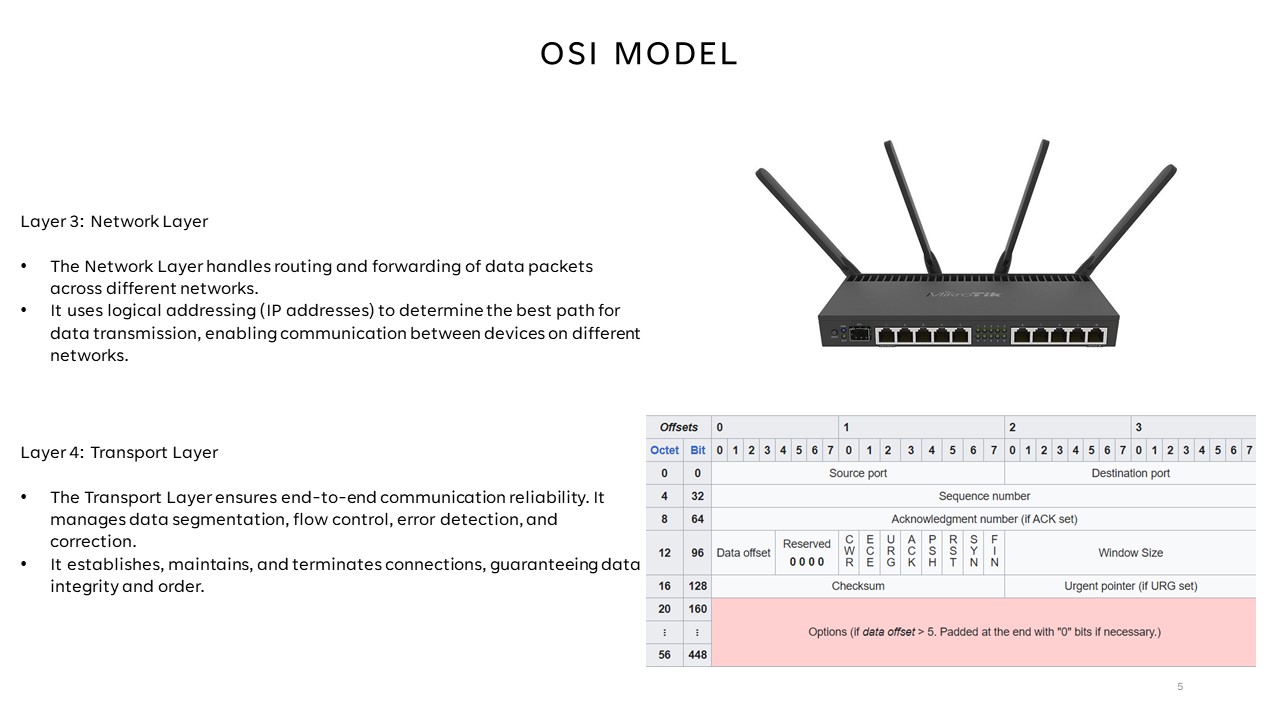 OSI MODEL
Layer 3: Network Layer
• The Network Layer handles routing and forwarding of data packets
across different networks.
• It uses logical addressing (IP addresses) to determine the best path for
data transmission, enabling communication between devices on different
networks.
MikroTik
Layer 4: Transport Layer
• The Transport Layer ensures end-to-end communication reliability. It
manages data segmentation, flow control, error detection, and
correction.
• It establishes, maintains, and terminates connections, guaranteeing data
integrity and order.
Offsets 0 1 2 3
Octet Bit 0 1 2 3 4 5 6 7 0 1 2 3 4 5 6 7 0 1 2 3 4 5 6 7 0 1 2 3 4 5 6 7
0 0 Source port Destination port
4 32 Sequence number
8 64 Acknowledgment number (if ACK set)
12 96 Data offset Reserved 0 0 0 0 CWR ECE URG ACK PSH RST SYN FIN Window Size
16 128 Checksum Urgent pointer (if URG set)
20 160
⋮ ⋮ Options (if data offset > 5. Padded at the end with "0" bits if necessary.)
56 448
5